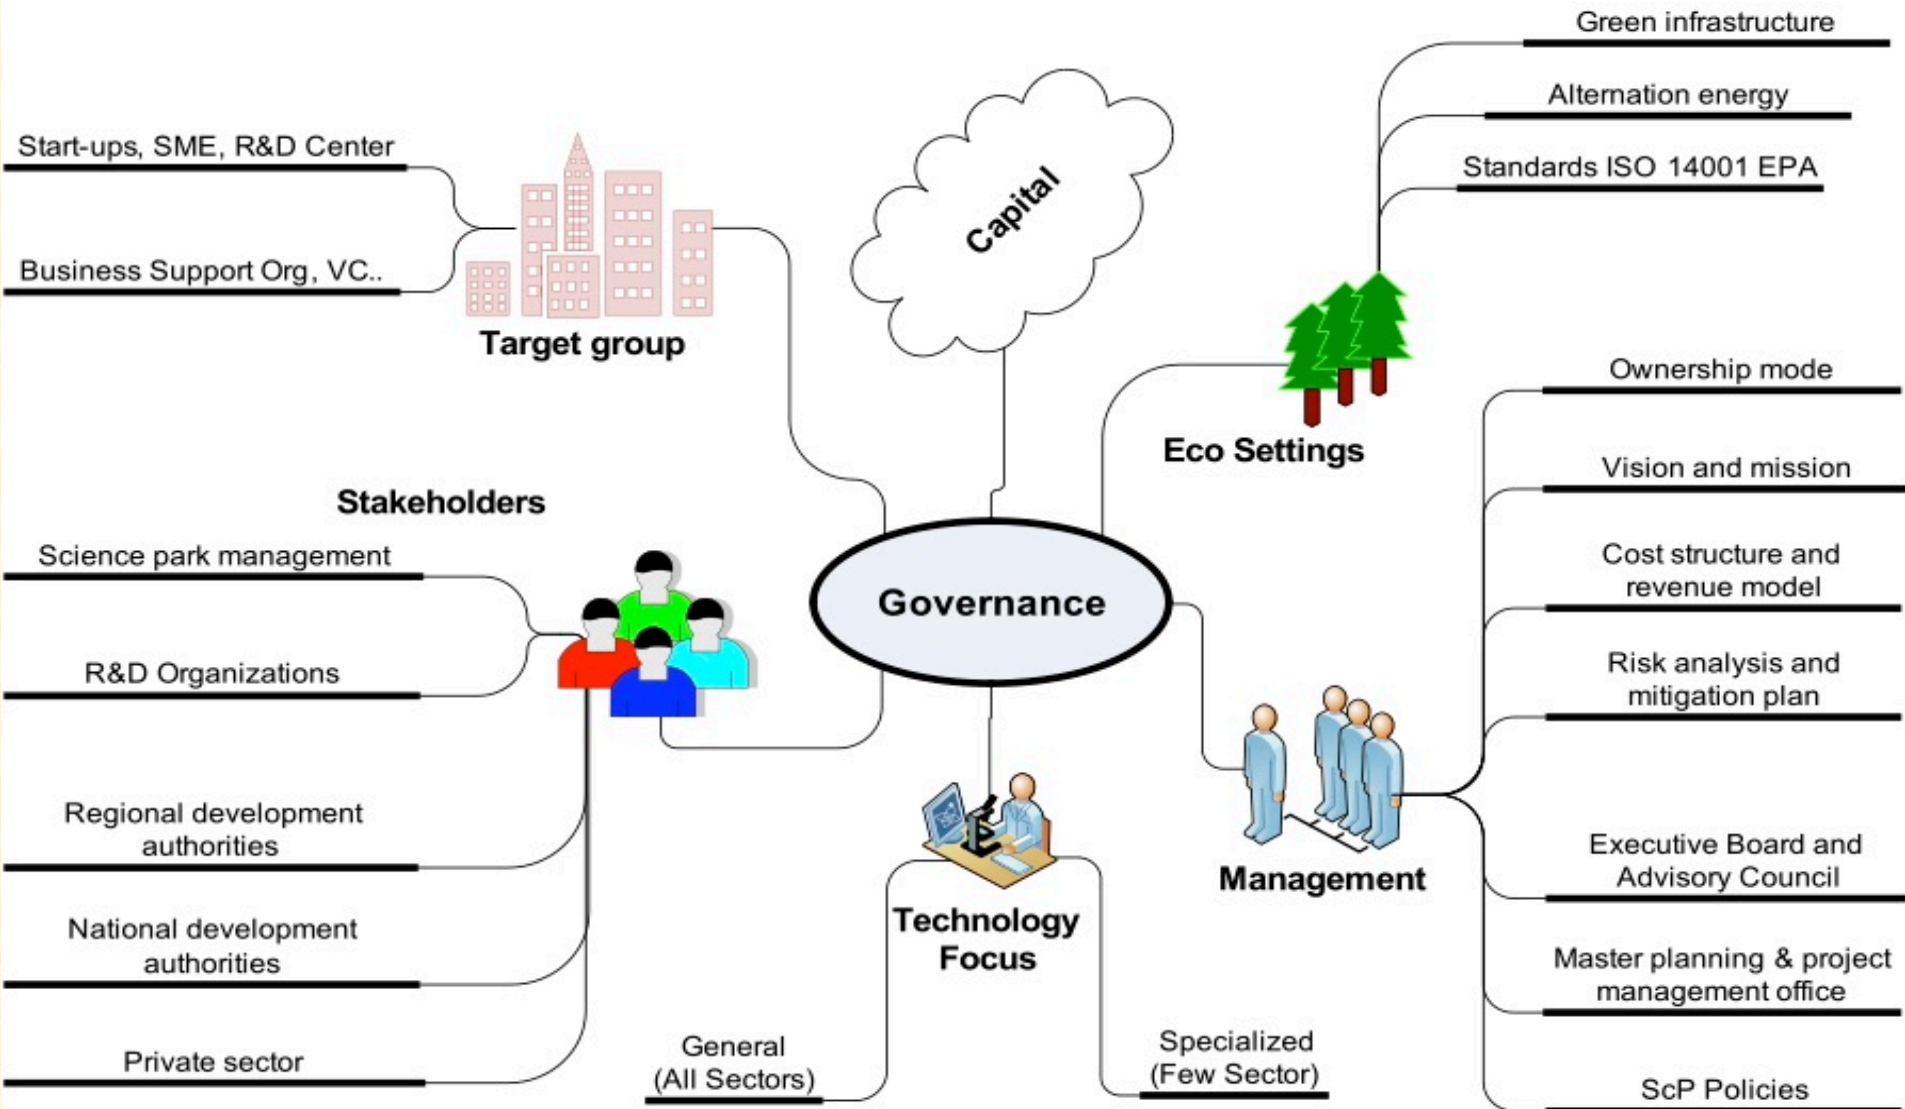 Start-ups, SME, R&D Center
Business Support Org, VC..
Target group
Capital
Green infrastructure
Alternation energy
Standards ISO 14001 EPA
Eco Settings
Stakeholders
Science park management
R&D Organizations
Regional development
authorities
National development
authorities
Private sector
Governance
Technology
Focus
General
(All Sectors)
Specialized
(Few Sector)
Management
Ownership mode
Vision and mission
Cost structure and
revenue model
Risk analysis and
mitigation plan
Executive Board and
Advisory Council
Master planning & project
management office
ScP Policies